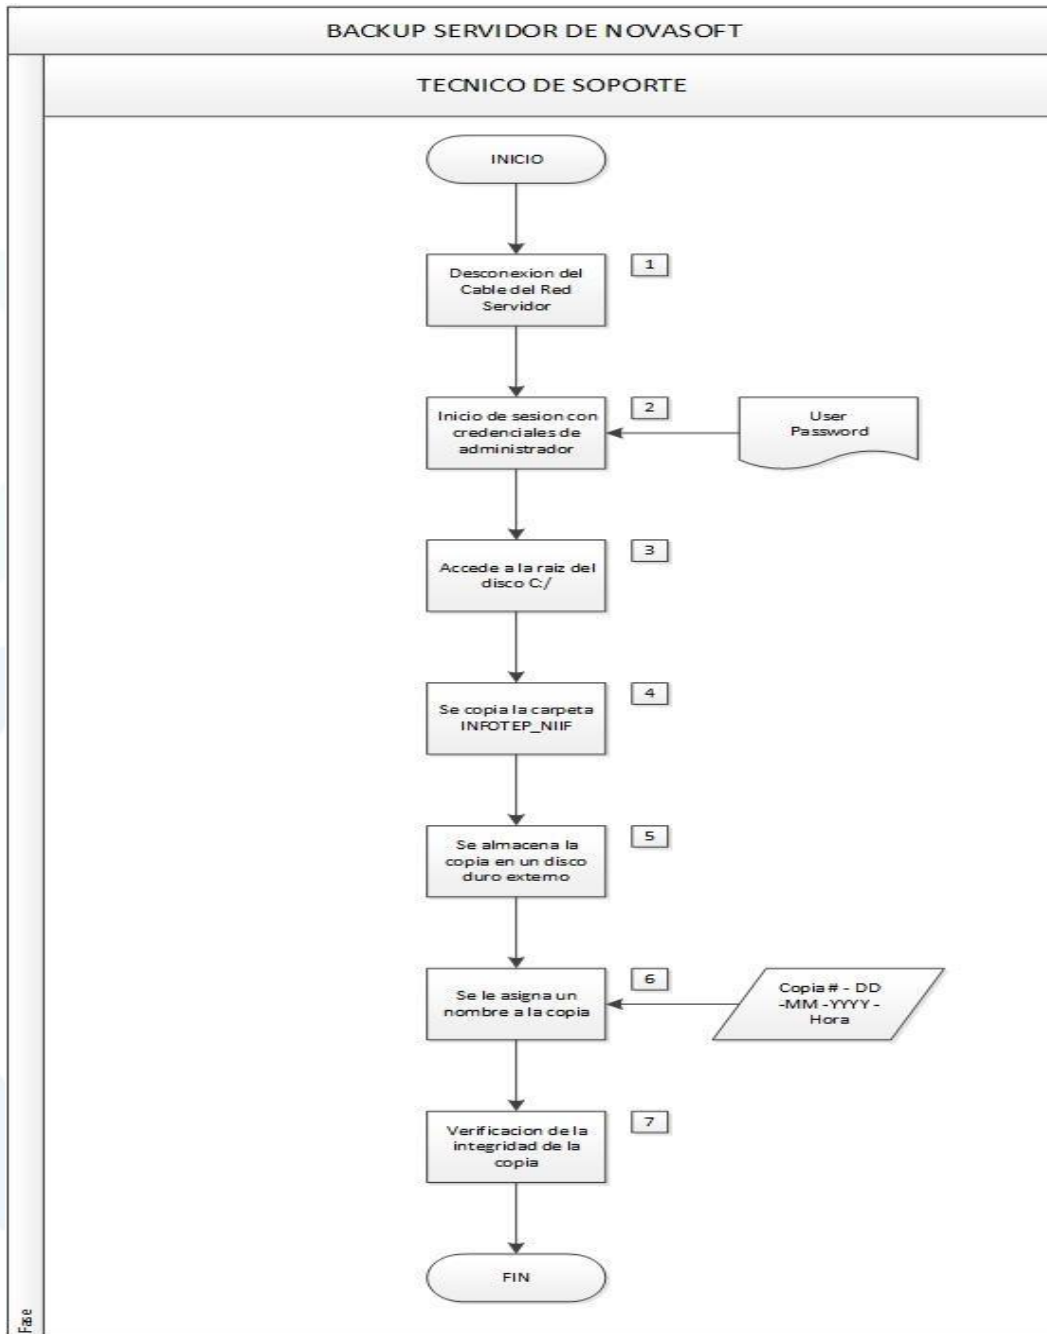 BACKUP SERVIDOR DE NOVASOFT
TECNICO DE SOPORTE
INICIO
1
Desconexion del
Cable del Red
Servidor
2
Inicio de sesion con
credenciales de
administrador
User
Password
3
Accede a la raiz del
disco C:/
4
Se copia la carpeta
INFOTEP_NIIF
5
Se almacena la
copia en un disco
duro externo
6
Se le asigna un
nombre a la copia
Copia # - DD
-MM -YYYY -
Hora
7
Verificacion de la
integridad de la
copia
FIN
Fase